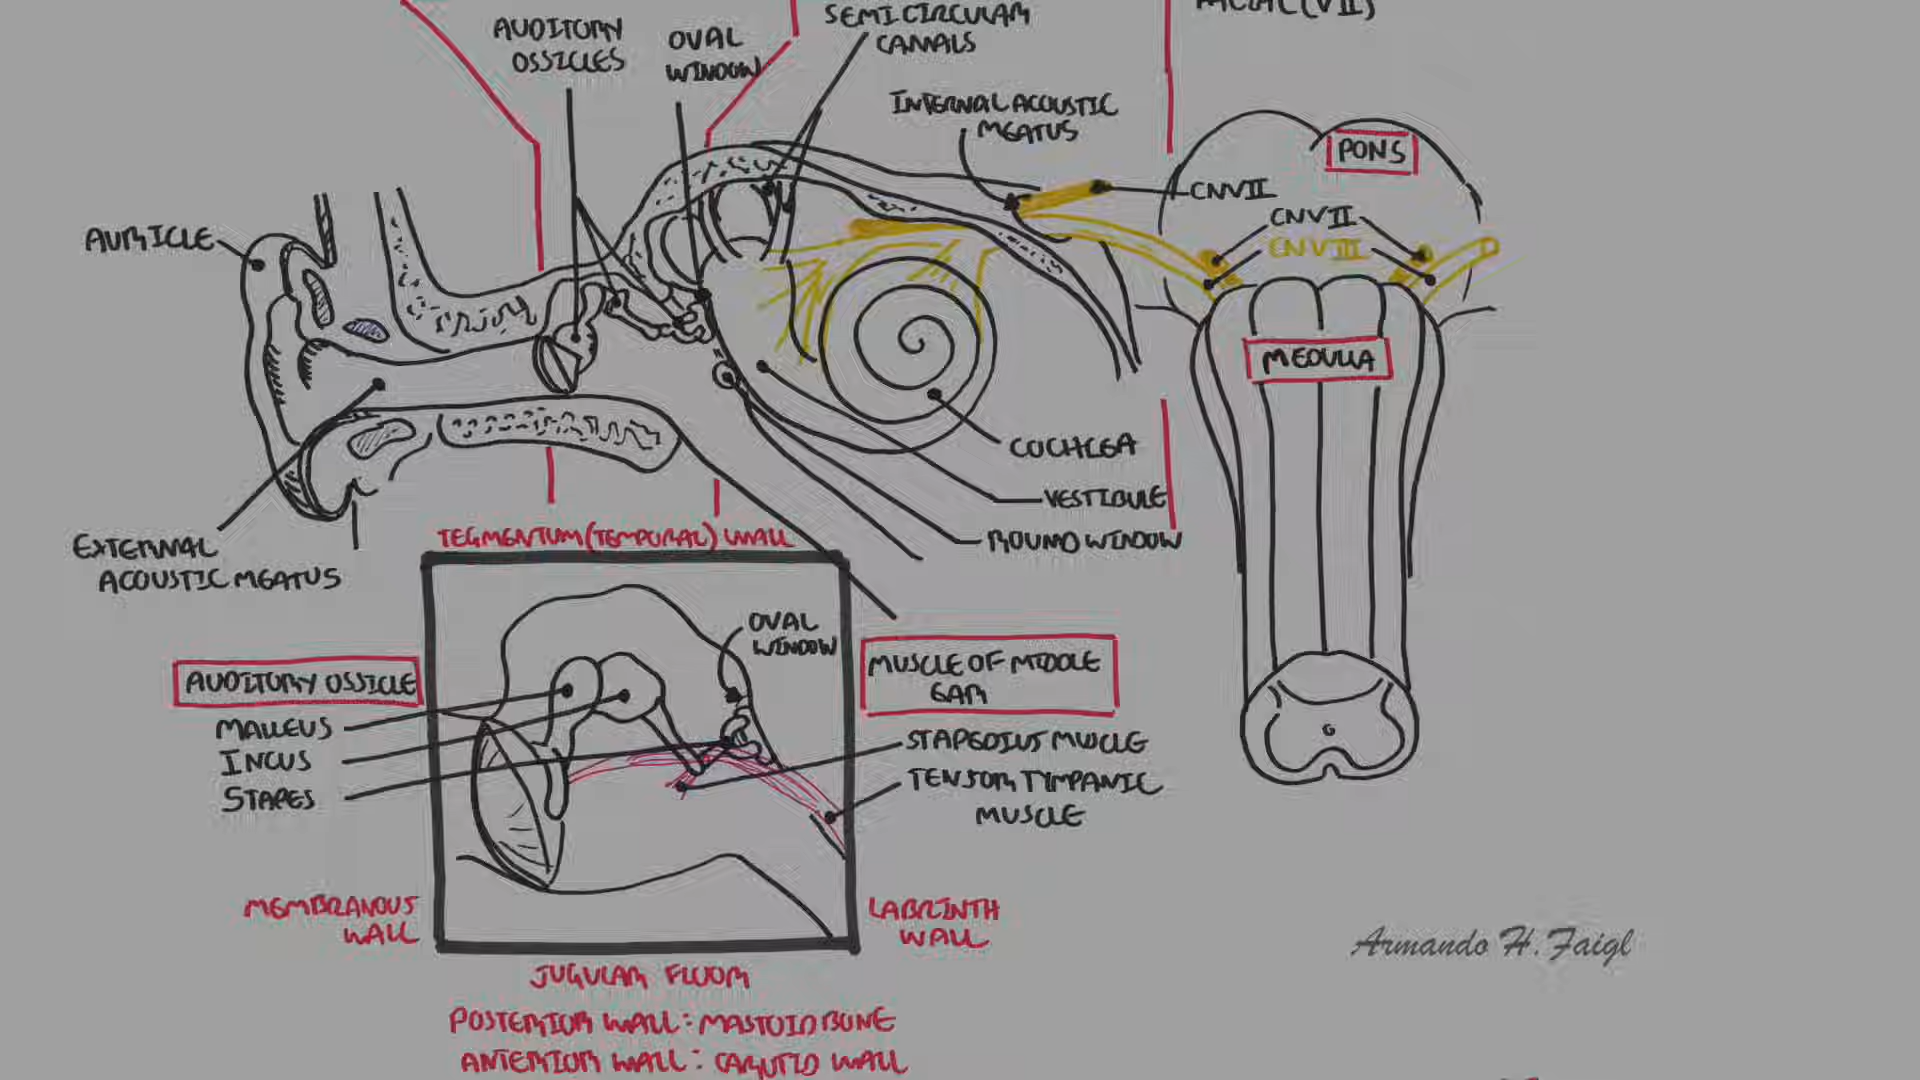 AUDITORY
OSSICLES
OVAL
WINDOW
SEMICIRCULAR
CANALS
INTERNAL ACOUSTIC
MEATUS
PONS
CNVII
CNVII
CNVIII
AURICLE
MEDULLA
COCHLEA
VESTIBULE
ROUND WINDOW
EXTERNAL
ACOUSTIC MEATUS
TEGMENTUM (TEMPORAL) WALL
OVAL
WINDOW
AUDITORY OSSICLE
MALLEUS
INCUS
STAPES
MUSCLE OF MIDDLE
EAR
STAPEDIUS MUSCLE
TENSOR TYMPANIC
MUSCLE
MEMBRANOUS
WALL
LABRINTH
WALL
JUGULAR FLOOR
POSTERIOR WALL: MASTOID BONE
ANTERIOR WALL: CAROTID WALL
Armando H. Faigl